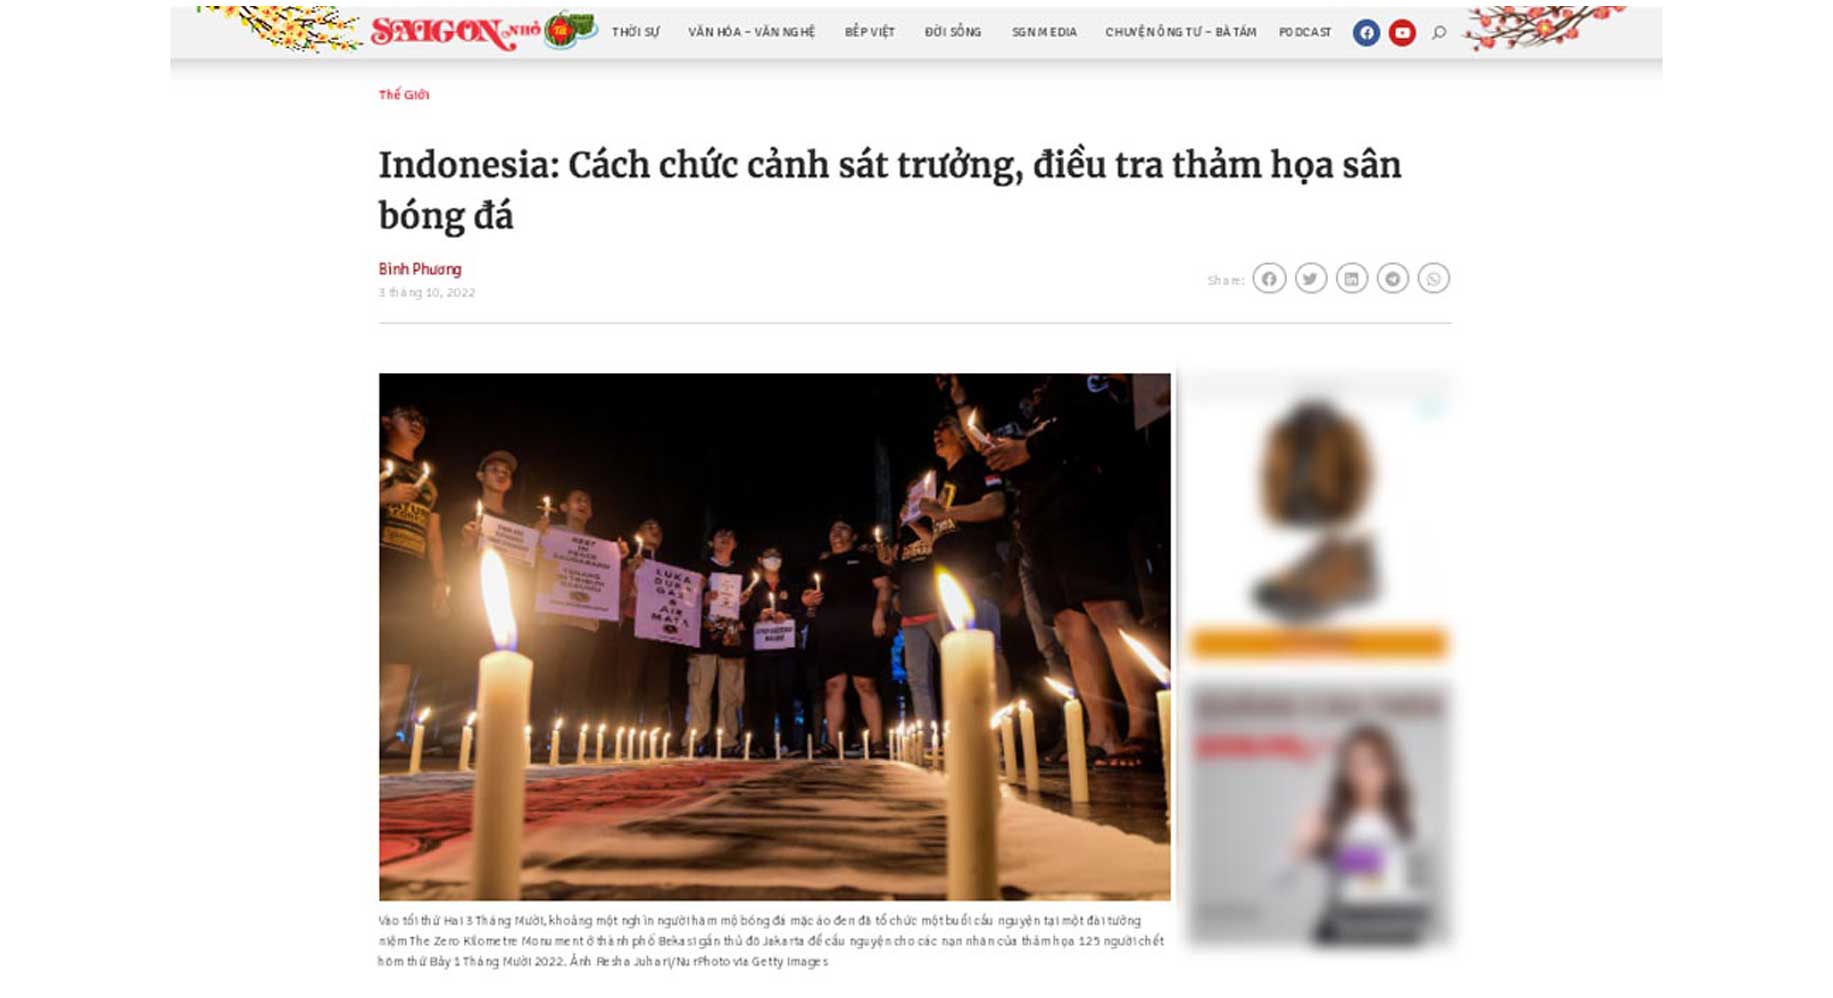 SAIGON NHỎ
Tết
THỜI SỰ VĂN HÓA – VĂN NGHỆ BẾP VIỆT ĐỜI SỐNG SGN MEDIA CHUYỆN ÔNG TƯ – BÀ TÁM PODCAST
Thế Giới
Indonesia: Cách chức cảnh sát trưởng, điều tra thảm họa sân
bóng đá
Bình Phương
3 tháng 10, 2022
Share:
REST
IN
PEACE
LUKA
DUKA
GAS
&
AIR
MATA
Vào tối thứ Hai 3 Tháng Mười, khoảng một nghìn người hâm mộ bóng đá mặc áo đen đã tổ chức một buổi cầu nguyện tại một đài tưởng
niệm The Zero Kilometre Monument ở thành phố Bekasi gần thủ đô Jakarta để cầu nguyện cho các nạn nhân của thảm họa 125 người chết
hôm thứ Bảy 1 Tháng Mười 2022. Ảnh Resha Juhari/NurPhoto via Getty Images